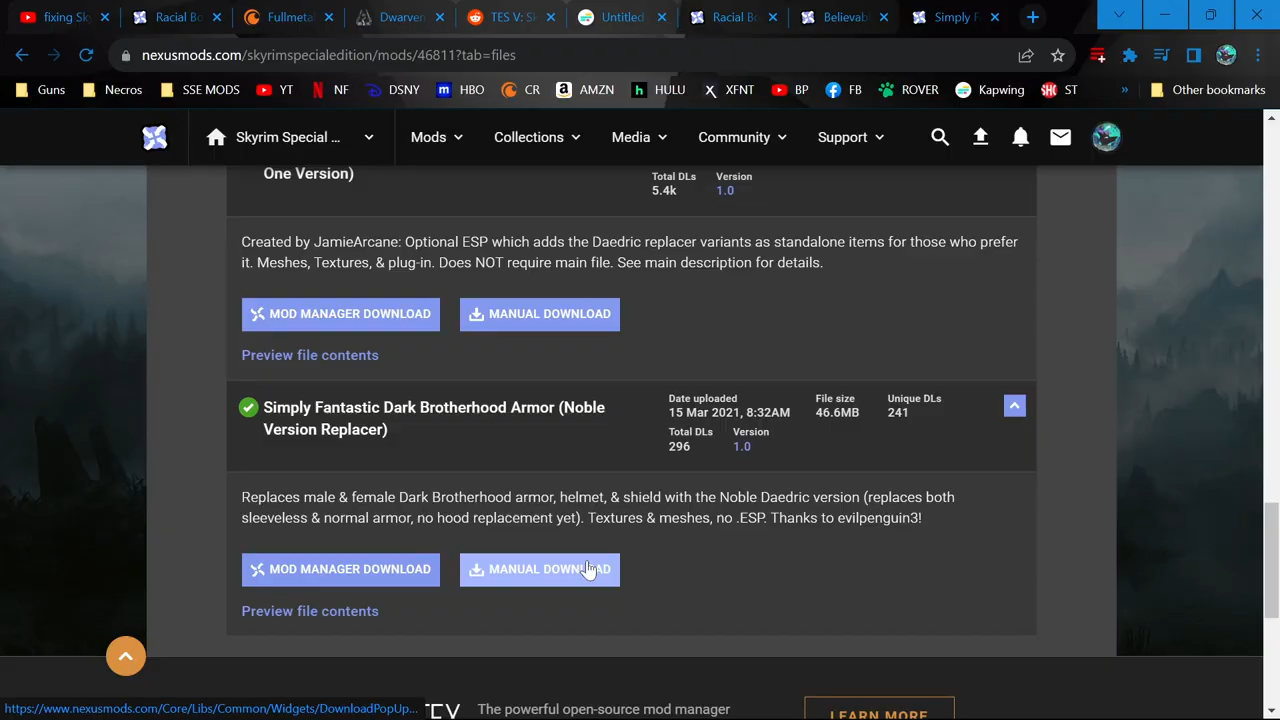 fixing Sky
Racial Bo
Fullmeta
Dwarven
TES V: Sk
Untitled
Racial Bo
Believabl
Simply F
nexusmods.com/skyrimspecialedition/mods/46811?tab=files
Guns
Necros
SSE MODS
YT
NF
DSNY
HBO
CR
AMZN
HULU
XFNT
BP
FB
ROVER
Kapwing
ST
»
Other bookmarks
Skyrim Special ...
Mods
Collections
Media
Community
Support
One Version)
Total DLs
Version
5.4k
1.0
Created by JamieArcane: Optional ESP which adds the Daedric replacer variants as standalone items for those who prefer
it. Meshes, Textures, & plug-in. Does NOT require main file. See main description for details.
MOD MANAGER DOWNLOAD
MANUAL DOWNLOAD
Preview file contents
Simply Fantastic Dark Brotherhood Armor (Noble
Version Replacer)
Date uploaded
15 Mar 2021, 8:32AM
File size
46.6MB
Unique DLs
241
Total DLs
296
Version
1.0
Replaces male & female Dark Brotherhood armor, helmet, & shield with the Noble Daedric version (replaces both
sleeveless & normal armor, no hood replacement yet). Textures & meshes, no .ESP. Thanks to evilpenguin3!
MOD MANAGER DOWNLOAD
MANUAL DOWNLOAD
Preview file contents
https://www.nexusmods.com/Core/Libs/Common/Widgets/DownloadPopUp...
The powerful open-source mod manager
LEARN MORE